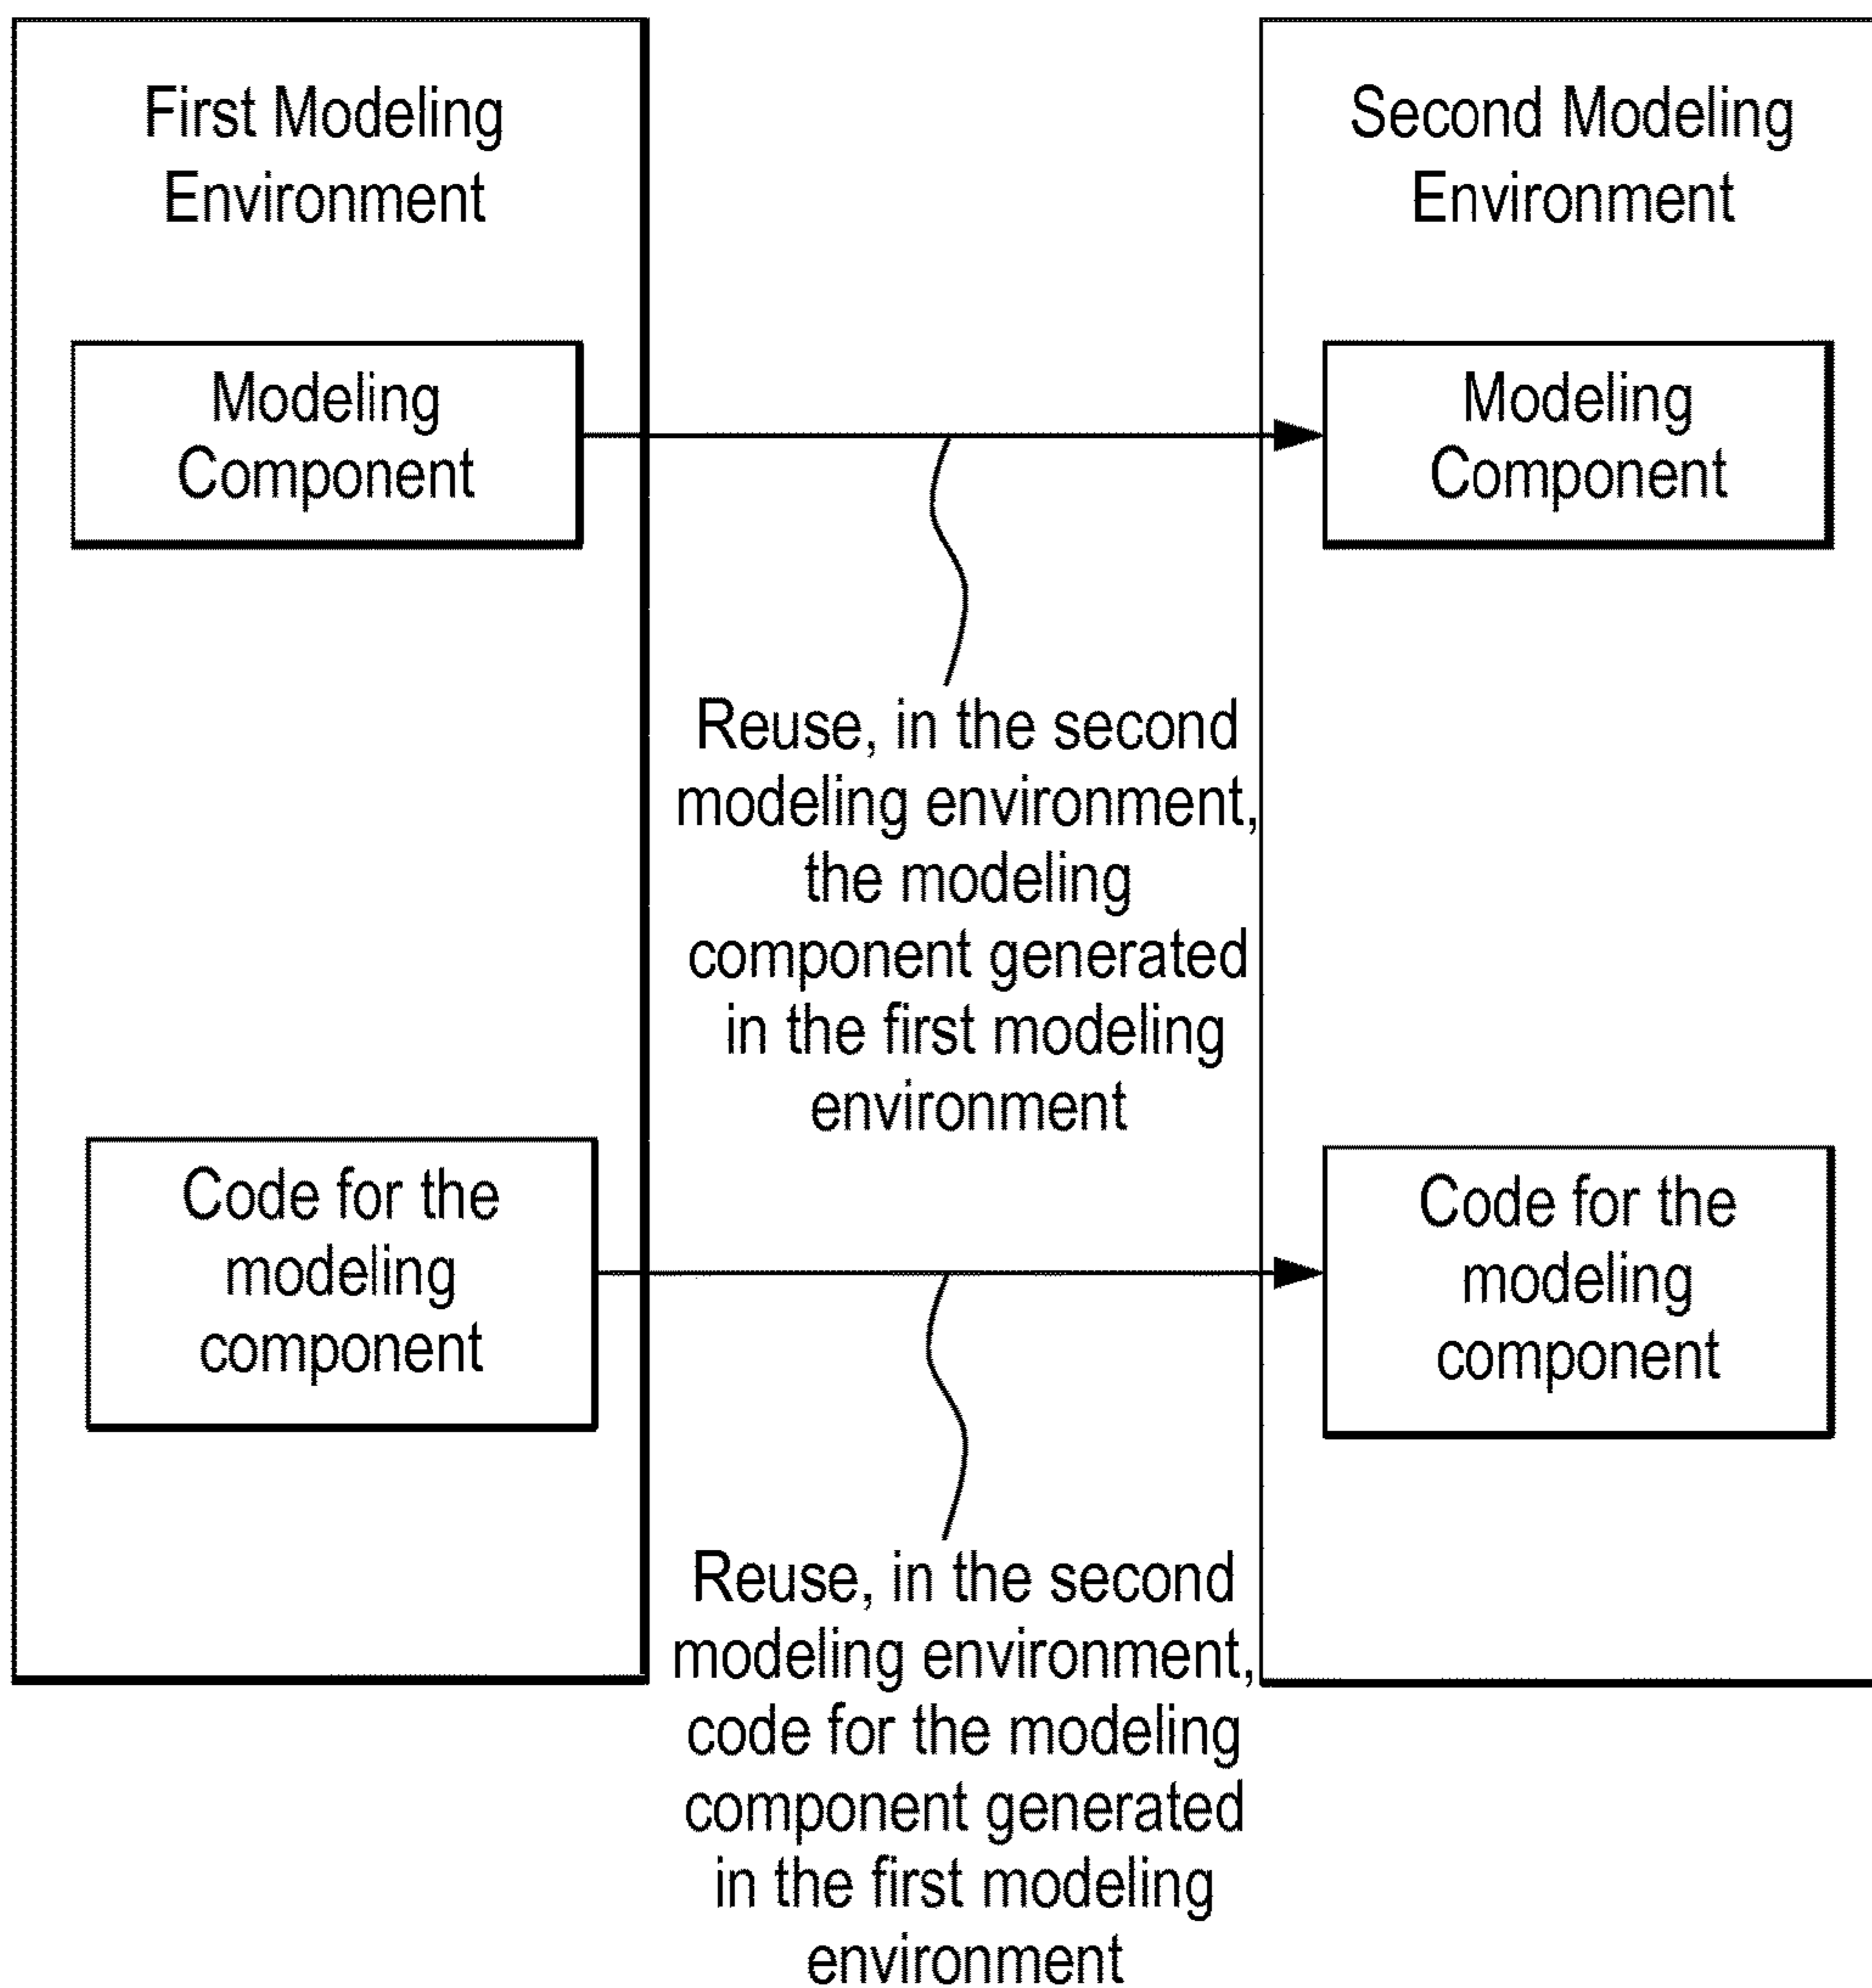 First Modeling
Environment
Second Modeling
Environment
Modeling
Component
Modeling
Component
Reuse, in the second
modeling environment,
the modeling
component generated
in the first modeling
environment
Code for the
modeling
component
Code for the
modeling
component
Reuse, in the second
modeling environment,
code for the modeling
component generated
in the first modeling
environment